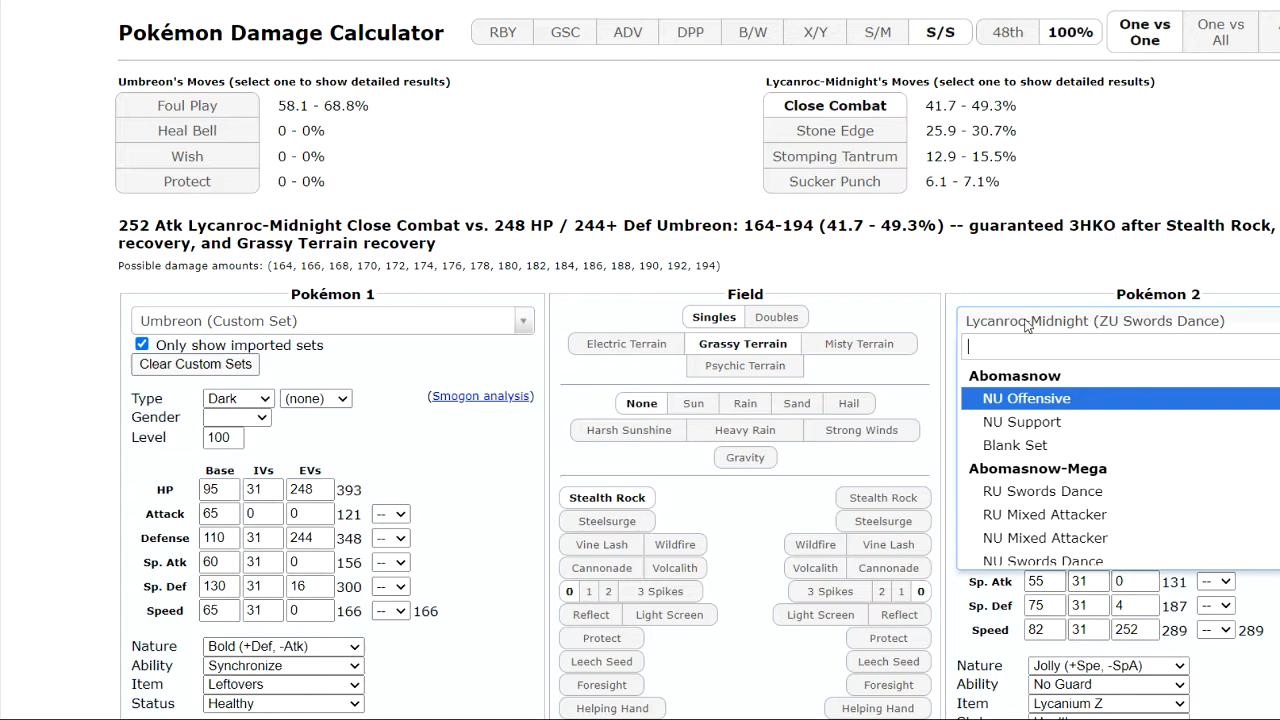 Pokémon Damage Calculator
RBY GSC ADV DPP B/W X/Y S/M S/S 48th 100% One vs One One vs All
Umbreon's Moves (select one to show detailed results)
Foul Play 58.1 - 68.8%
Heal Bell 0 - 0%
Wish 0 - 0%
Protect 0 - 0%
Lycanroc-Midnight's Moves (select one to show detailed results)
Close Combat 41.7 - 49.3%
Stone Edge 25.9 - 30.7%
Stomping Tantrum 12.9 - 15.5%
Sucker Punch 6.1 - 7.1%
252 Atk Lycanroc-Midnight Close Combat vs. 248 HP / 244+ Def Umbreon: 164-194 (41.7 - 49.3%) -- guaranteed 3HKO after Stealth Rock,
recovery, and Grassy Terrain recovery
Possible damage amounts: (164, 166, 168, 170, 172, 174, 176, 178, 180, 182, 184, 186, 188, 190, 192, 194)
Pokémon 1
Umbreon (Custom Set)
Only show imported sets
Clear Custom Sets
Type Dark (none) (Smogon analysis)
Gender
Level 100
Base IVs EVs
HP 95 31 248 393
Attack 65 0 0 121 --
Defense 110 31 244 348 --
Sp. Atk 60 31 0 156 --
Sp. Def 130 31 16 300 --
Speed 65 31 0 166 -- 166
Nature Bold (+Def, -Atk)
Ability Synchronize
Item Leftovers
Status Healthy
Field
Singles Doubles
Electric Terrain Grassy Terrain Misty Terrain
Psychic Terrain
None Sun Rain Sand Hail
Harsh Sunshine Heavy Rain Strong Winds
Gravity
Stealth Rock Stealth Rock
Steelsurge Steelsurge
Vine Lash Wildfire Wildfire Vine Lash
Cannonade Volcalith Volcalith Cannonade
0 1 2 3 Spikes 3 Spikes 2 1 0
Reflect Light Screen Light Screen Reflect
Protect Protect
Leech Seed Leech Seed
Foresight Foresight
Helping Hand Helping Hand
Pokémon 2
Lycanroc-Midnight (ZU Swords Dance)
Abomasnow
NU Offensive
NU Support
Blank Set
Abomasnow-Mega
RU Swords Dance
RU Mixed Attacker
NU Mixed Attacker
NU Swords Dance
Sp. Atk 55 31 0 131 --
Sp. Def 75 31 4 187 --
Speed 82 31 252 289 -- 289
Nature Jolly (+Spe, -SpA)
Ability No Guard
Item Lycanium Z